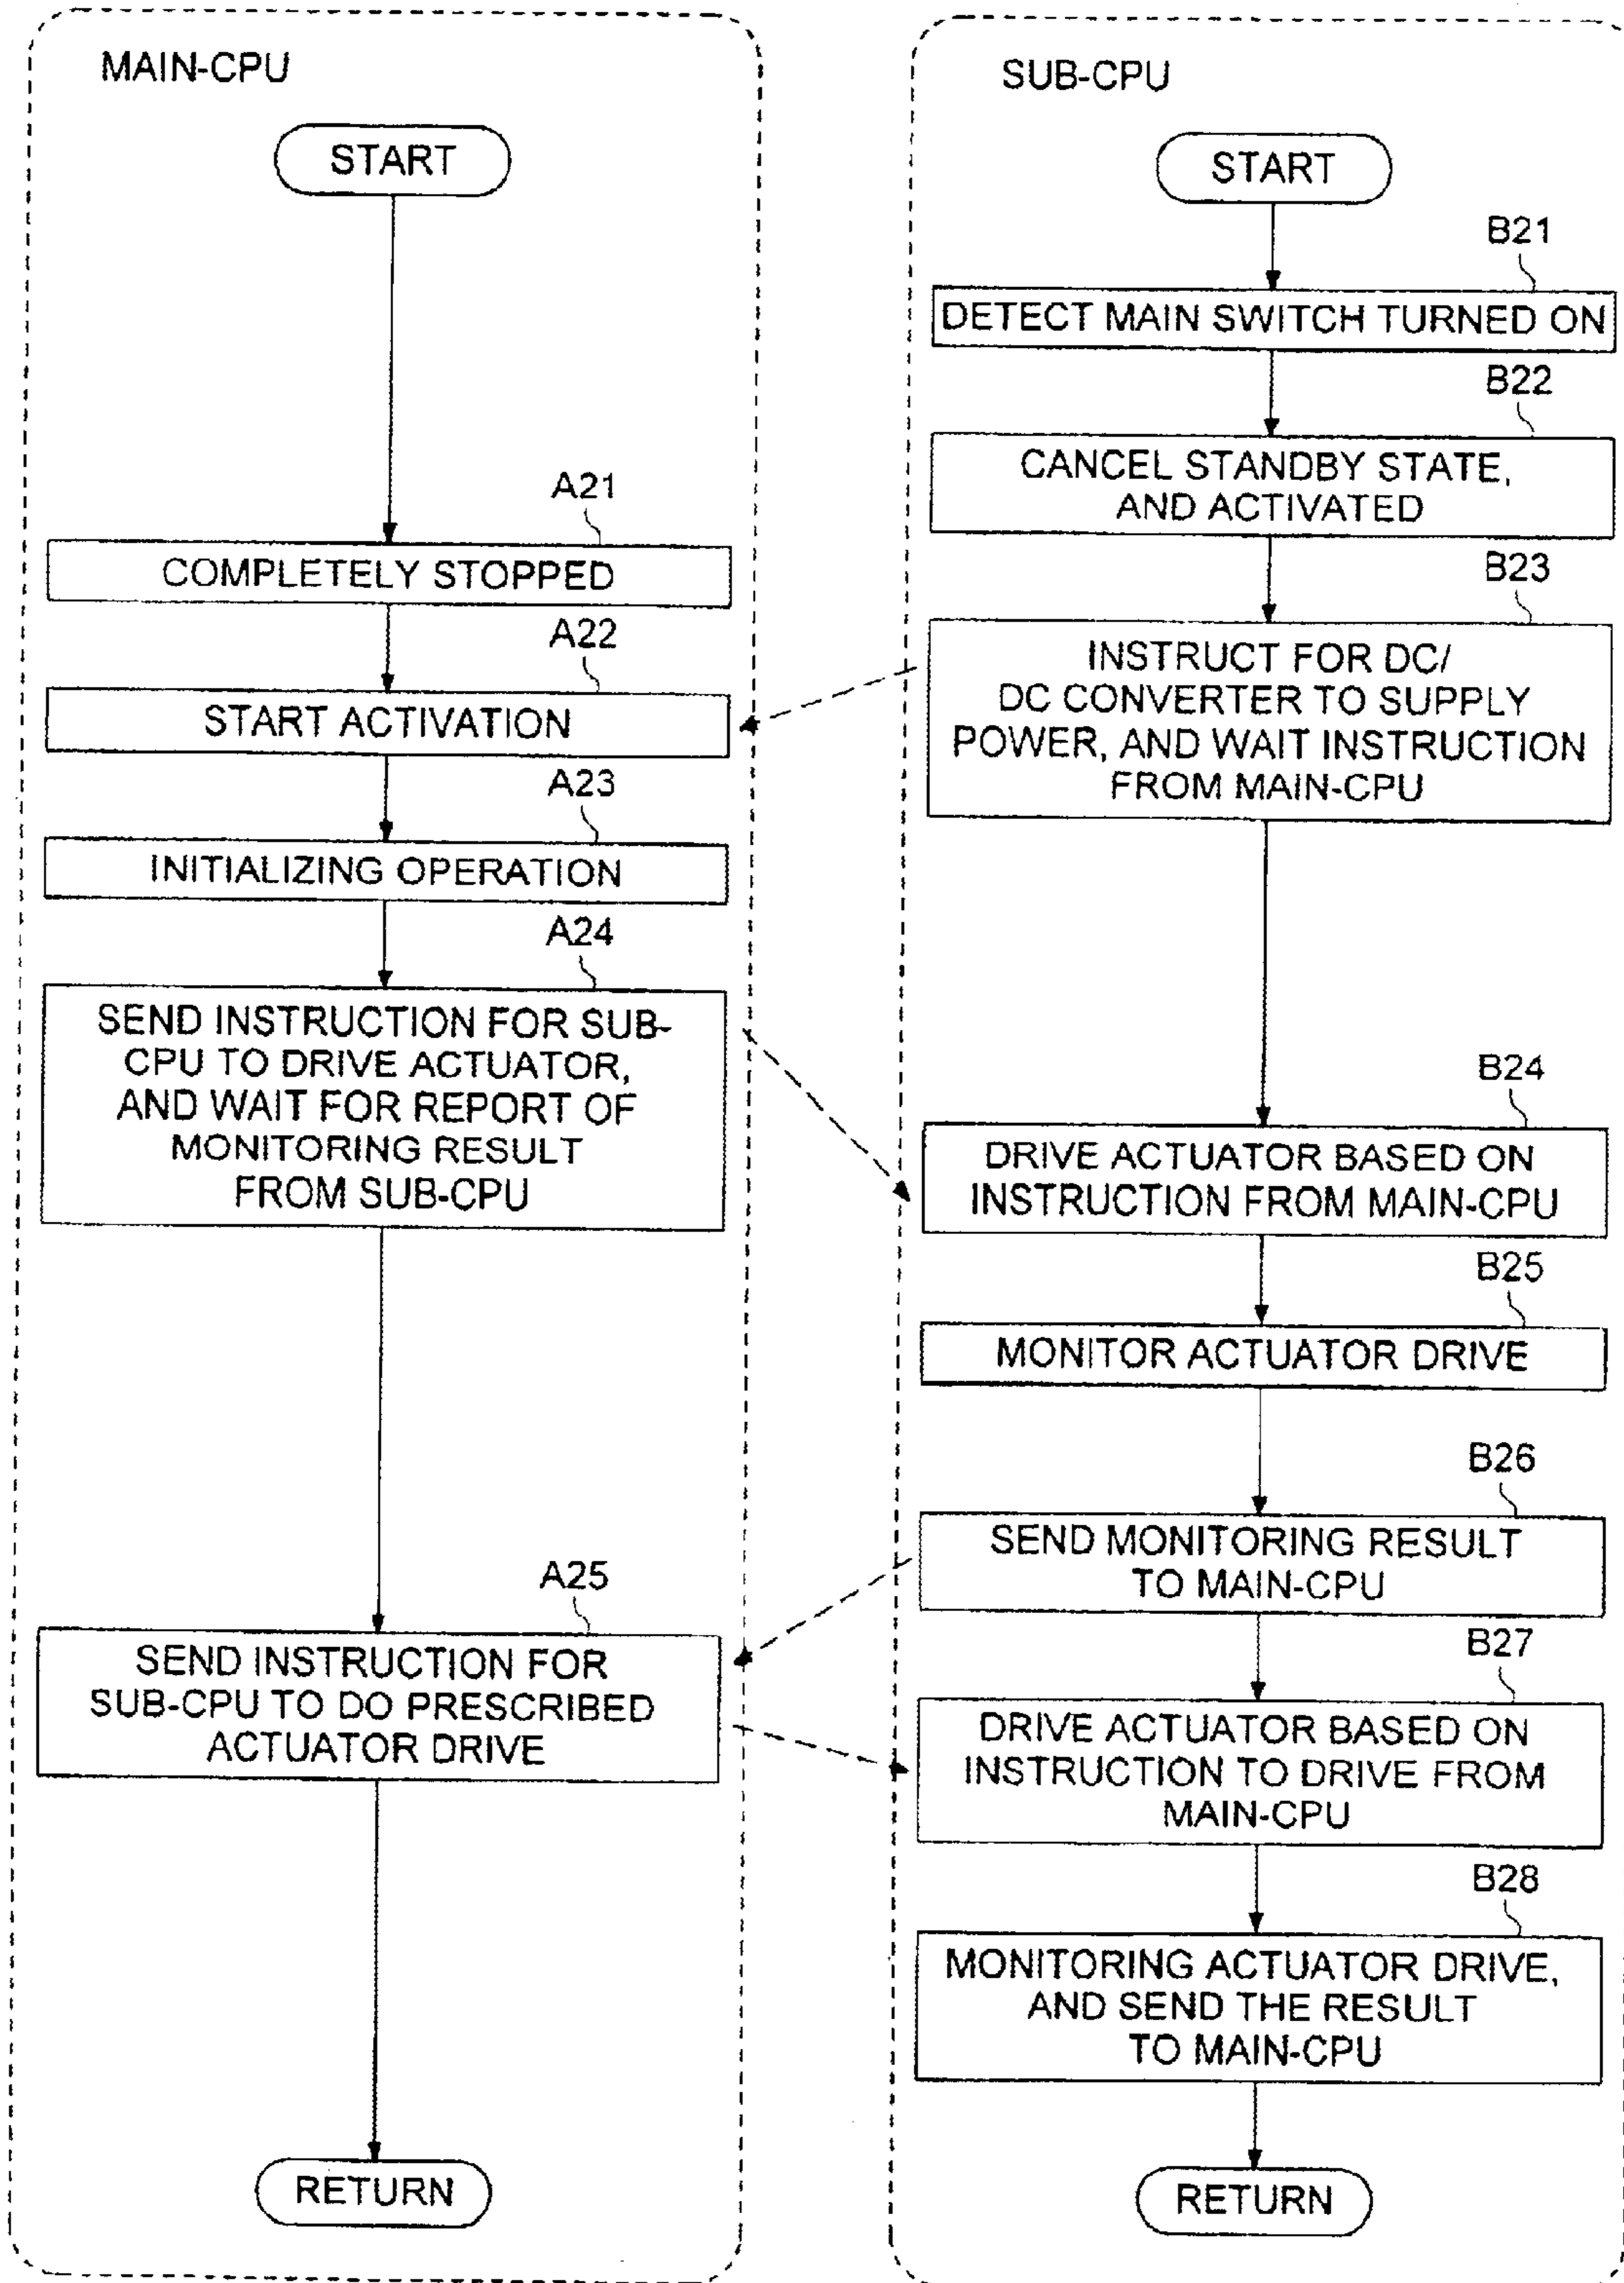 MAIN-CPU
START
A21
COMPLETELY STOPPED
A22
START ACTIVATION
A23
INITIALIZING OPERATION
A24
SEND INSTRUCTION FOR SUB-
CPU TO DRIVE ACTUATOR,
AND WAIT FOR REPORT OF
MONITORING RESULT
FROM SUB-CPU
A25
SEND INSTRUCTION FOR
SUB-CPU TO DO PRESCRIBED
ACTUATOR DRIVE
RETURN
SUB-CPU
START
B21
DETECT MAIN SWITCH TURNED ON
B22
CANCEL STANDBY STATE,
AND ACTIVATED
B23
INSTRUCT FOR DC/
DC CONVERTER TO SUPPLY
POWER, AND WAIT INSTRUCTION
FROM MAIN-CPU
B24
DRIVE ACTUATOR BASED ON
INSTRUCTION FROM MAIN-CPU
B25
MONITOR ACTUATOR DRIVE
B26
SEND MONITORING RESULT
TO MAIN-CPU
B27
DRIVE ACTUATOR BASED ON
INSTRUCTION TO DRIVE FROM
MAIN-CPU
B28
MONITORING ACTUATOR DRIVE,
AND SEND THE RESULT
TO MAIN-CPU
RETURN